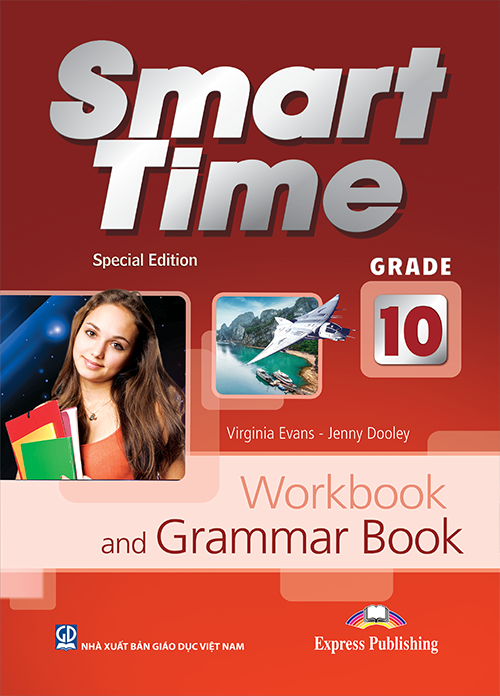 Smart
Time
Special Edition
GRADE
10
Virginia Evans - Jenny Dooley
Workbook
and Grammar Book
GD
NHÀ XUẤT BẢN GIÁO DỤC VIỆT NAM
Express Publishing